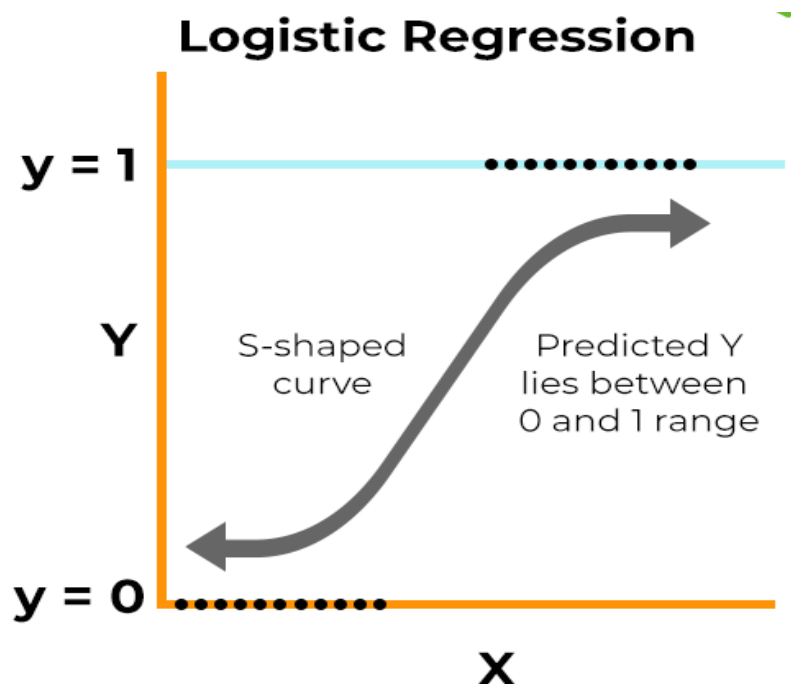 Logistic Regression
y = 1
Y
S-shaped
curve
Predicted Y
lies between
0 and 1 range
y = 0
X